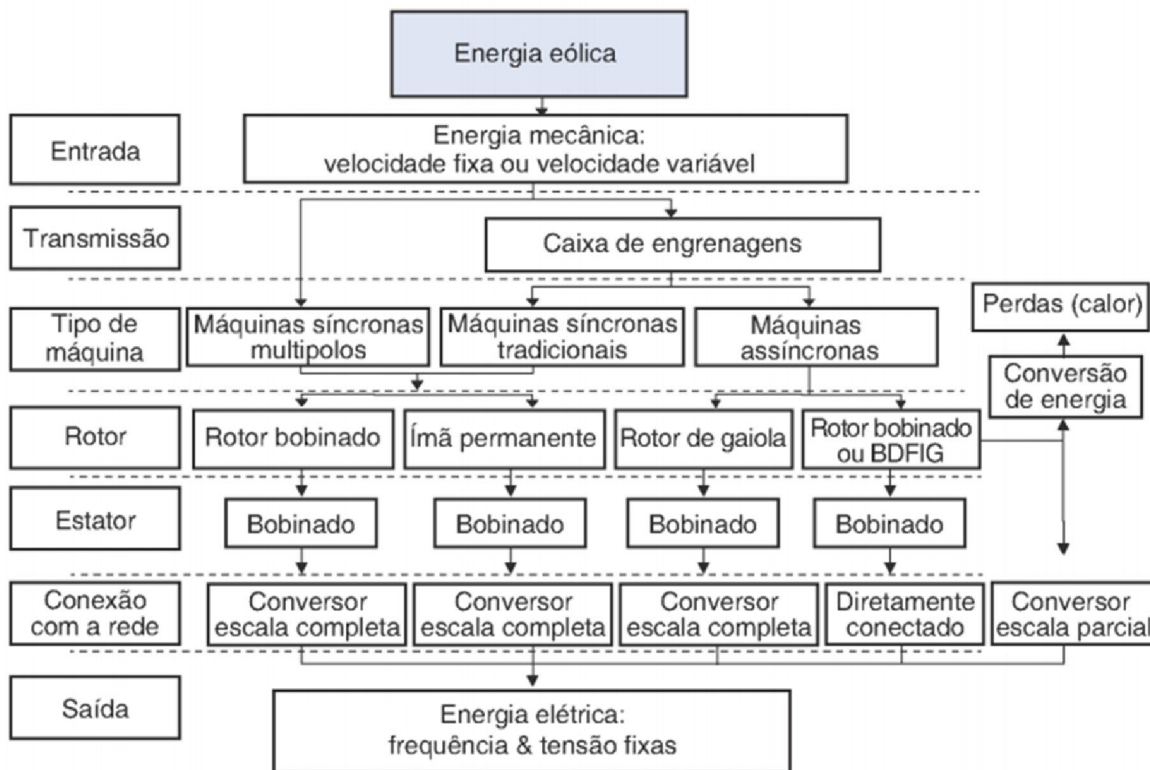 Energia eólica
Entrada
Energia mecânica:
velocidade fixa ou velocidade variável
Transmissão
Caixa de engrenagens
Tipo de
máquina
Máquinas síncronas
multipolos
Máquinas síncronas
tradicionais
Máquinas
assíncronas
Perdas (calor)
Conversão
de energia
Rotor
Rotor bobinado
Ímã permanente
Rotor de gaiola
Rotor bobinado
ou BDFIG
Estator
Bobinado
Bobinado
Bobinado
Bobinado
Conexão
com a rede
Conversor
escala completa
Conversor
escala completa
Conversor
escala completa
Diretamente
conectado
Conversor
escala parcial
Saída
Energia elétrica:
frequência & tensão fixas